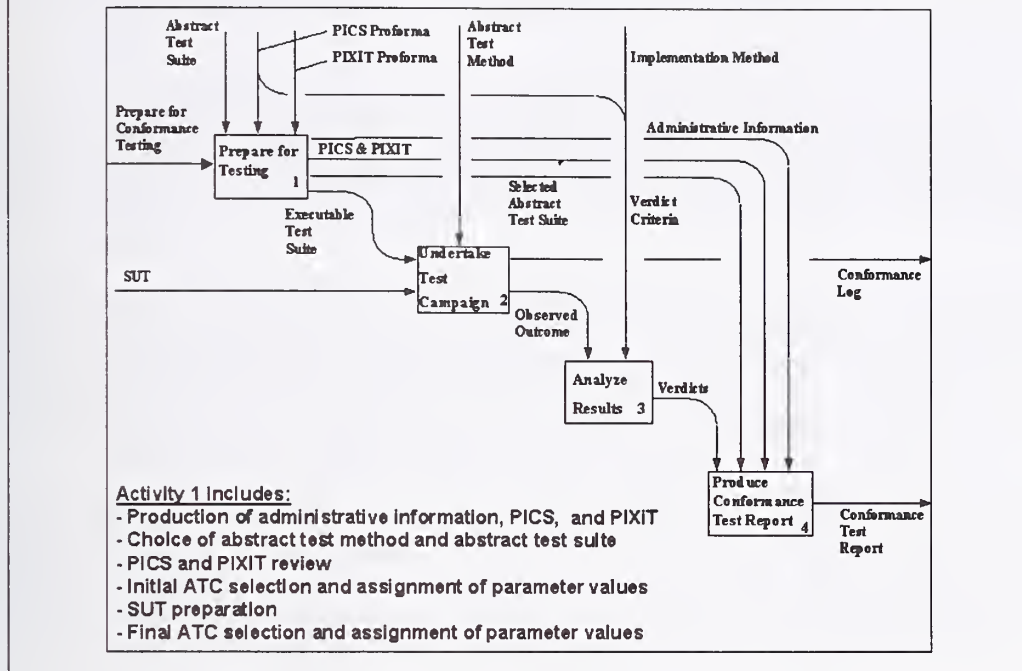 Abstract
Test
Suite
PICS Proforma
PIXIT Proforma
Abstract
Test
Method
Implementation Method
Prepare for
Conformance
Testing
Administrative Information
Prepare for
Testing
1
PICS & PIXIT
Selected
Abstract
Test Suite
Verdict
Criteria
Executable
Test
Suite
SUT
Undertake
Test
Campaign 2
Conformance
Log
Observed
Outcome
Analyze
Results 3
Verdicts
Produce
Conformance
Test Report 4
Conformance
Test
Report
Activity 1 includes:
- Production of administrative information, PICS, and PIXIT
- Choice of abstract test method and abstract test suite
- PICS and PIXIT review
- Initial ATC selection and assignment of parameter values
- SUT preparation
- Final ATC selection and assignment of parameter values